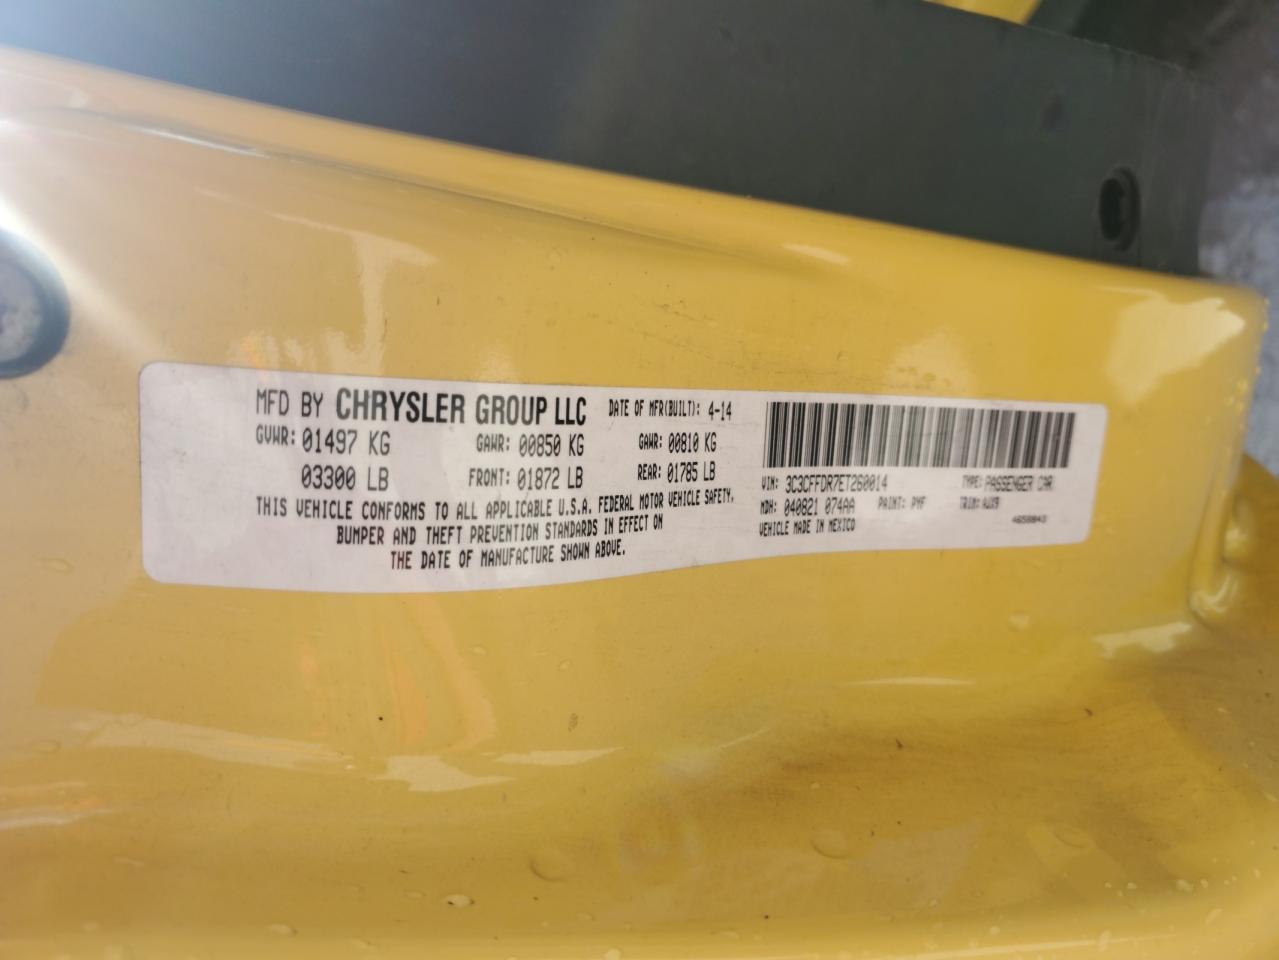 MFD BY CHRYSLER GROUP LLC DATE OF MFR(BUILT): 4-14
GVWR: 01497 KG GAWR: 00850 KG GAWR: 00810 KG
03300 LB FRONT: 01872 LB REAR: 01785 LB
THIS VEHICLE CONFORMS TO ALL APPLICABLE U.S.A. FEDERAL MOTOR VEHICLE SAFETY,
BUMPER AND THEFT PREVENTION STANDARDS IN EFFECT ON
THE DATE OF MANUFACTURE SHOWN ABOVE.
VIN: 3C3CFFDR7ET260014 TYPE: PASSENGER CAR
MDH: 040821 074AA PAINT: PYF TRIM: AUX9
VEHICLE MADE IN MEXICO